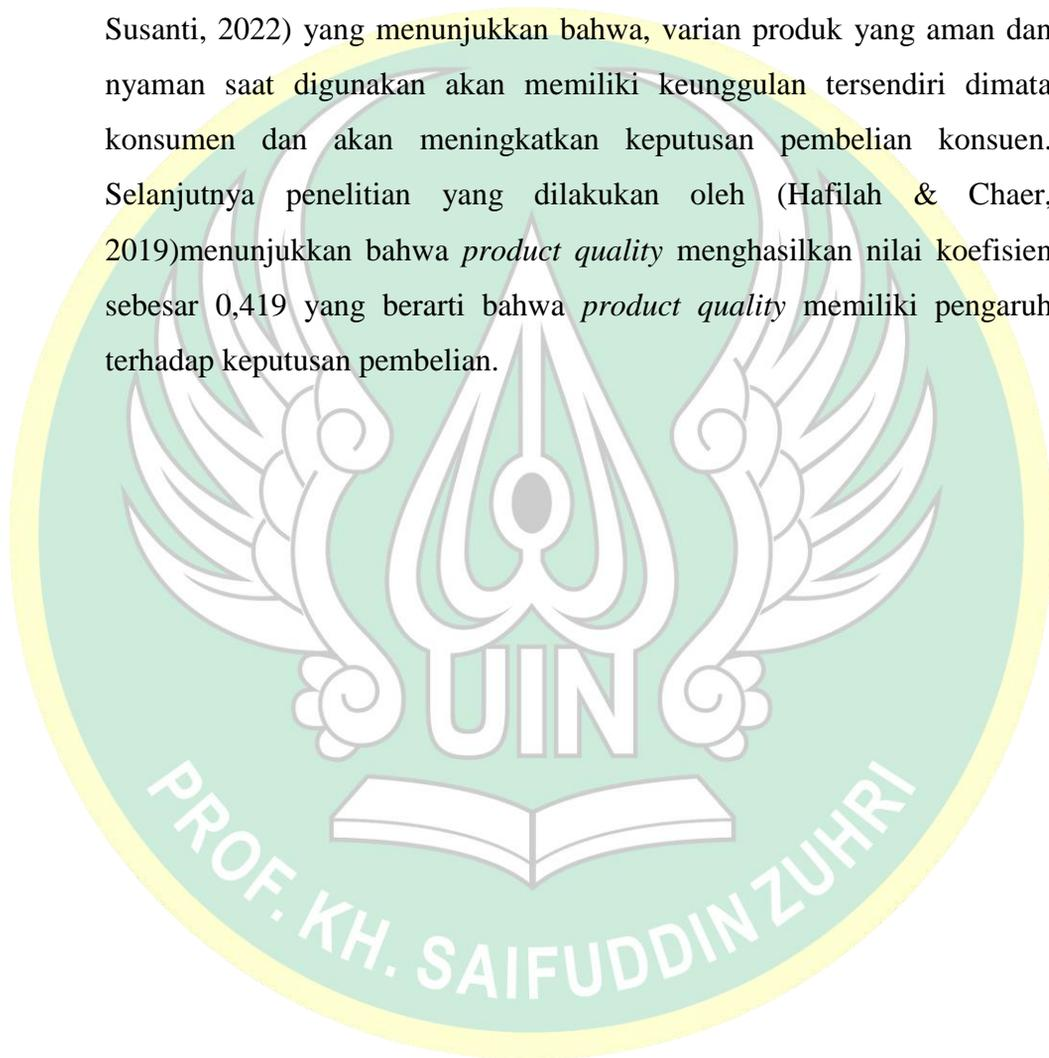 Susanti, 2022) yang menunjukkan bahwa, varian produk yang aman dan
nyaman saat digunakan akan memiliki keunggulan tersendiri dimata
konsumen dan akan meningkatkan keputusan pembelian konsuen.
Selanjutnya penelitian yang dilakukan oleh (Hafilah & Chaer,
2019)menunjukkan bahwa product quality menghasilkan nilai koefisien
sebesar 0,419 yang berarti bahwa product quality memiliki pengaruh
terhadap keputusan pembelian.
UIN
PROF. KH. SAIFUDDIN ZUHRI